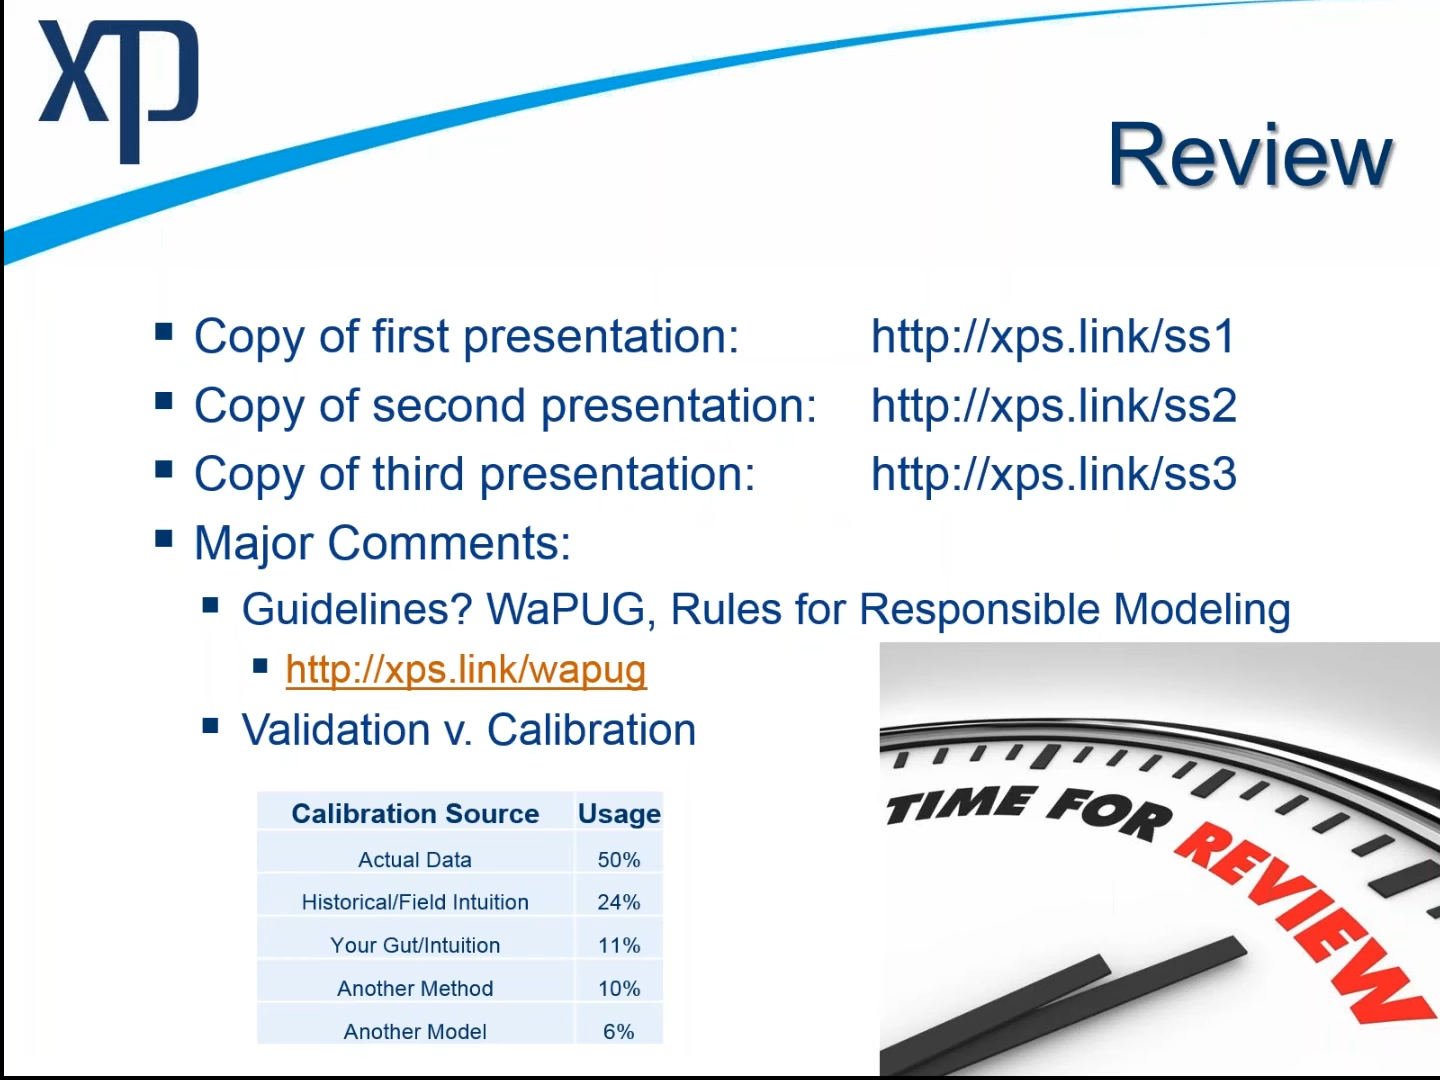 xp
Review
Copy of first presentation: http://xps.link/ss1
Copy of second presentation: http://xps.link/ss2
Copy of third presentation: http://xps.link/ss3
Major Comments:
Guidelines? WaPUG, Rules for Responsible Modeling
http://xps.link/wapug
Validation v. Calibration
Calibration Source Usage
Actual Data 50%
Historical/Field Intuition 24%
Your Gut/Intuition 11%
Another Method 10%
Another Model 6%
TIME FOR REVIEW